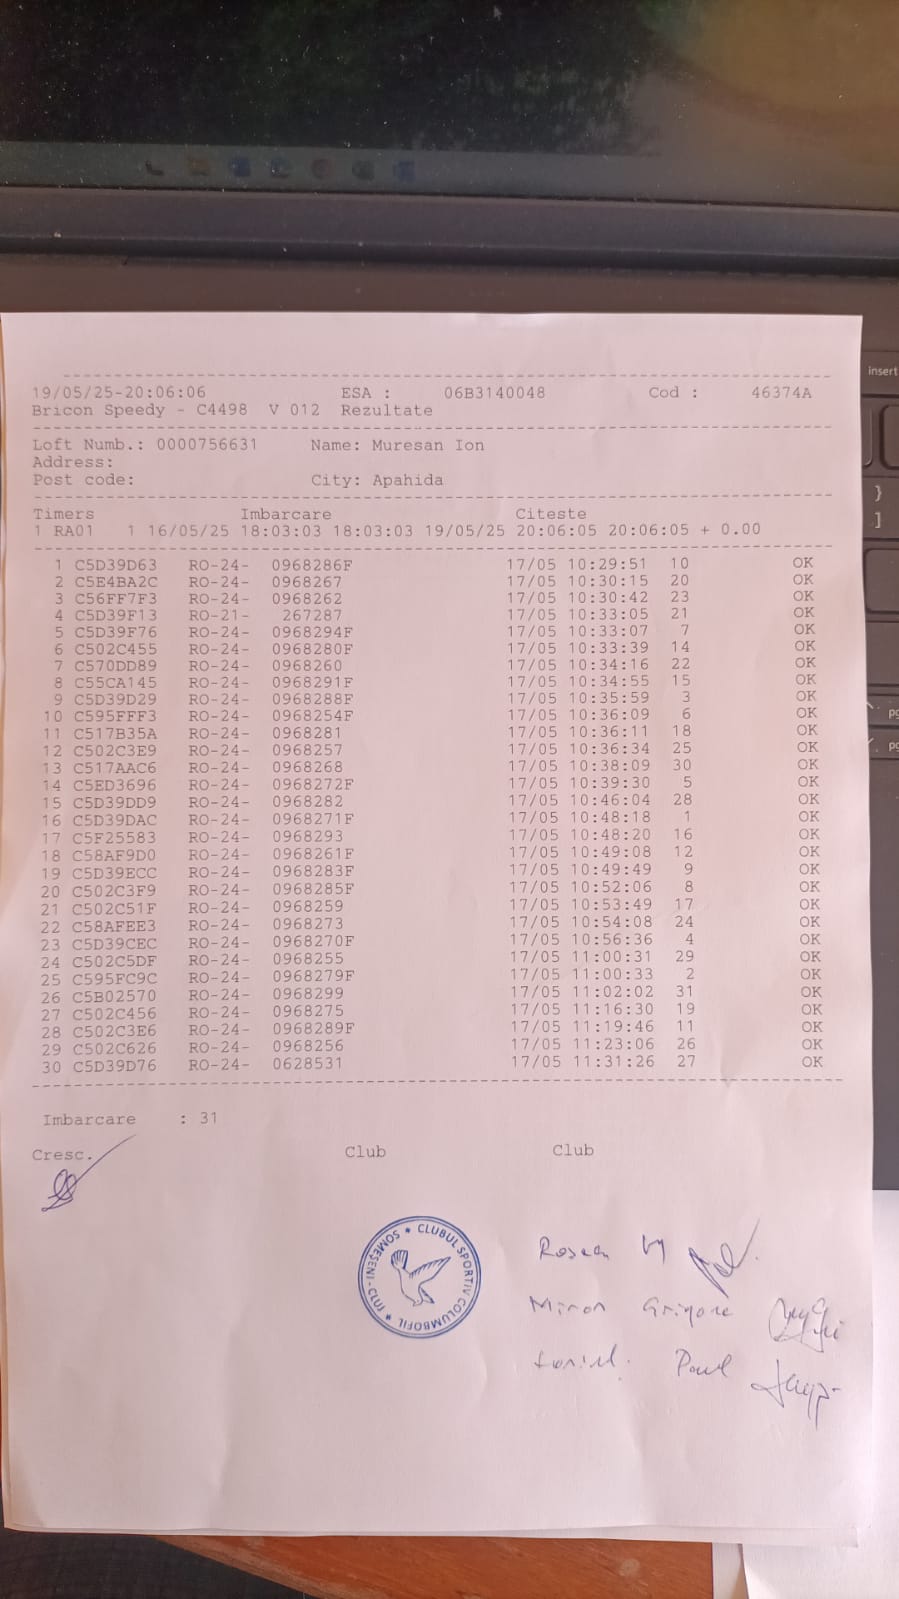 19/05/25-20:06:06 ESA : 06B3140048 Cod : 46374A
Bricon Speedy - C4498 V 012 Rezultate
Loft Numb.: 0000756631 Name: Muresan Ion
Address:
Post code: City: Apahida
Timers Imbarcare Citeste
1 RA01 1 16/05/25 18:03:03 18:03:03 19/05/25 20:06:05 20:06:05 + 0.00
1 C5D39D63 RO-24- 0968286F 17/05 10:29:51 10 OK
2 C5E4BA2C RO-24- 0968267 17/05 10:30:15 20 OK
3 C56FF7F3 RO-24- 0968262 17/05 10:30:42 23 OK
4 C5D39F13 RO-21- 267287 17/05 10:33:05 21 OK
5 C5D39F76 RO-24- 0968294F 17/05 10:33:07 7 OK
6 C502C455 RO-24- 0968280F 17/05 10:33:39 14 OK
7 C570DD89 RO-24- 0968260 17/05 10:34:16 22 OK
8 C55CA145 RO-24- 0968291F 17/05 10:34:55 15 OK
9 C5D39D29 RO-24- 0968288F 17/05 10:35:59 3 OK
10 C595FFF3 RO-24- 0968254F 17/05 10:36:09 6 OK
11 C517B35A RO-24- 0968281 17/05 10:36:11 18 OK
12 C502C3E9 RO-24- 0968257 17/05 10:36:34 25 OK
13 C517AAC6 RO-24- 0968268 17/05 10:38:09 30 OK
14 C5ED3696 RO-24- 0968272F 17/05 10:39:30 5 OK
15 C5D39DD9 RO-24- 0968282 17/05 10:46:04 28 OK
16 C5D39DAC RO-24- 0968271F 17/05 10:48:18 1 OK
17 C5F25583 RO-24- 0968293 17/05 10:48:20 16 OK
18 C58AF9D0 RO-24- 0968261F 17/05 10:49:08 12 OK
19 C5D39ECC RO-24- 0968283F 17/05 10:49:49 9 OK
20 C502C3F9 RO-24- 0968285F 17/05 10:52:06 8 OK
21 C502C51F RO-24- 0968259 17/05 10:53:49 17 OK
22 C58AFEE3 RO-24- 0968273 17/05 10:54:08 24 OK
23 C5D39CEC RO-24- 0968270F 17/05 10:56:36 4 OK
24 C502C5DF RO-24- 0968255 17/05 11:00:31 29 OK
25 C595FC9C RO-24- 0968279F 17/05 11:00:33 2 OK
26 C5B02570 RO-24- 0968299 17/05 11:02:02 31 OK
27 C502C456 RO-24- 0968275 17/05 11:16:30 19 OK
28 C502C3E6 RO-24- 0968289F 17/05 11:19:46 11 OK
29 C502C626 RO-24- 0968256 17/05 11:23:06 26 OK
30 C5D39D76 RO-24- 0628531 17/05 11:31:26 27 OK
Imbarcare : 31
Cresc. Club Club
CLUBUL SPORTIV COLUMBOFIL
SOMEȘENI - CLUJ
Miron Grigore
Paul
insert
}
]